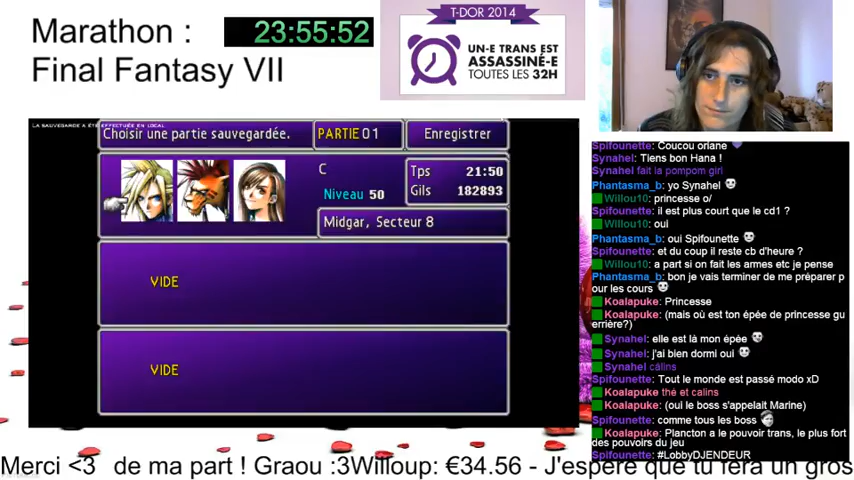 Marathon :
Final Fantasy VII
23:55:52
T-DOR 2014
UN-E TRANS EST
ASSASSINÉ-E
TOUTES LES 32H
LA SAUVEGARDE A ÉTÉ EFFECTUÉE EN LOCAL
Choisir une partie sauvegardée.
PARTIE 01
Enregistrer
C
Niveau 50
Tps 21:50
Gils 182893
Midgar, Secteur 8
VIDE
VIDE
Spifounette: Coucou oriane
Synahel: Tiens bon Hana !
Synahel fait la pompom girl
Phantasma_b: yo Synahel
Willou10: princesse o/
Spifounette: il est plus court que le cd1 ?
Willou10: oui
Phantasma_b: oui Spifounette
Spifounette: et du coup il reste cb d'heure ?
Willou10: a part si on fait les armes etc je pense
Phantasma_b: bon je vais terminer de me préparer p
our les cours
Koalapuke: Princesse
Koalapuke: (mais où est ton épée de princesse gu
errière?)
Synahel: elle est là mon épée
Synahel: j'ai bien dormi oui
Synahel câlins
Spifounette: Tout le monde est passé modo xD
Koalapuke thé et calins
Koalapuke: (oui le boss s'appelait Marine)
Spifounette: comme tous les boss
Koalapuke: Plancton a le pouvoir trans, le plus fort
des pouvoirs du jeu
Spifounette: #LobbyDJENDEUR
Merci <3 de ma part ! Graou :3Willoup: €34.56 - J'espère que tu fera un gros